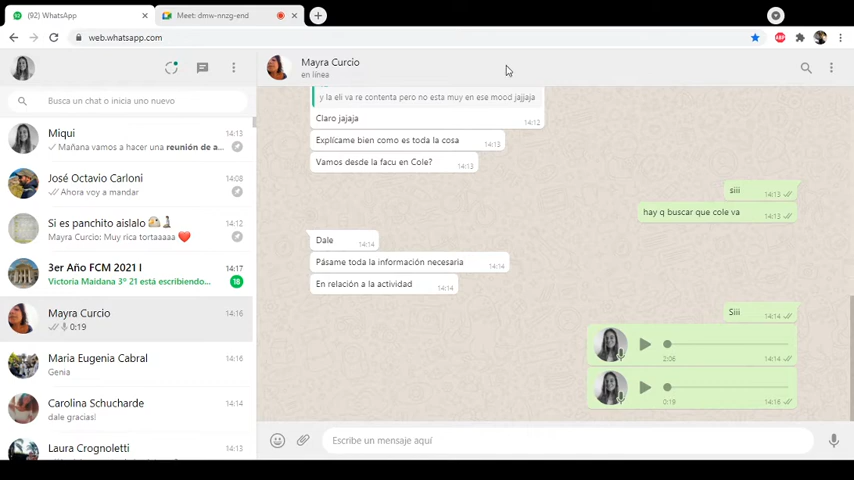 (92) WhatsApp
Meet: dmw-nnzg-end
web.whatsapp.com
Busca un chat o inicia uno nuevo
Miqui 14:13
Mañana vamos a hacer una reunión de a...
José Octavio Carloni 14:08
Ahora voy a mandar
Si es panchito aislalo 14:12
Mayra Curcio: Muy rica tortaaaaa ❤️
3er Año FCM 2021 I 14:17
Victoria Maidana 3º 21 está escribiendo... 18
Mayra Curcio 14:16
0:19
Maria Eugenia Cabral 14:16
Genia
Carolina Schucharde 14:14
dale gracias!
Laura Crognoletti 14:13
Mayra Curcio
en línea
y la eli va re contenta pero no esta muy en ese mood jajjaja
Claro jajaja 14:12
Explícame bien como es toda la cosa 14:13
Vamos desde la facu en Cole? 14:13
siii 14:13
hay q buscar que cole va 14:13
Dale 14:14
Pásame toda la información necesaria 14:14
En relación a la actividad 14:14
Siii 14:14
2:06 14:14
0:19 14:16
Escribe un mensaje aquí